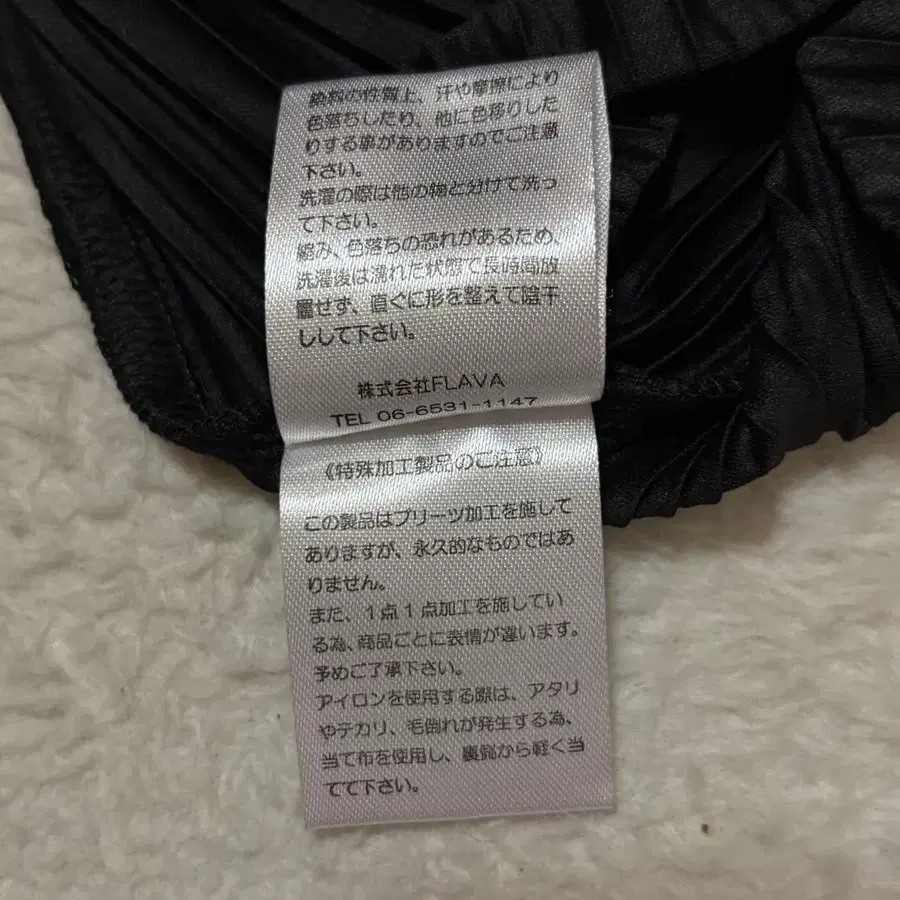 染料の性質上、汗や摩擦により
色落ちしたり、他に色移りした
りする事がありますのでご注意
下さい。
洗濯の際は他の物と分けて洗っ
て下さい。
縮み、色落ちの恐れがあるため、
洗濯後は濡れた状態で長時間放
置せず、直ぐに形を整えて陰干
しして下さい。
株式会社FLAVA
TEL 06-6531-1147
《特殊加工製品のご注意》
この製品はプリーツ加工を施して
ありますが、永久的なものではあ
りません。
また、1点1点加工を施してい
る為、商品ごとに表情が違います。
予めご了承下さい。
アイロンを使用する際は、アタリ
やテカリ、毛倒れが発生する為、
当て布を使用し、裏側から軽く当
てて下さい。